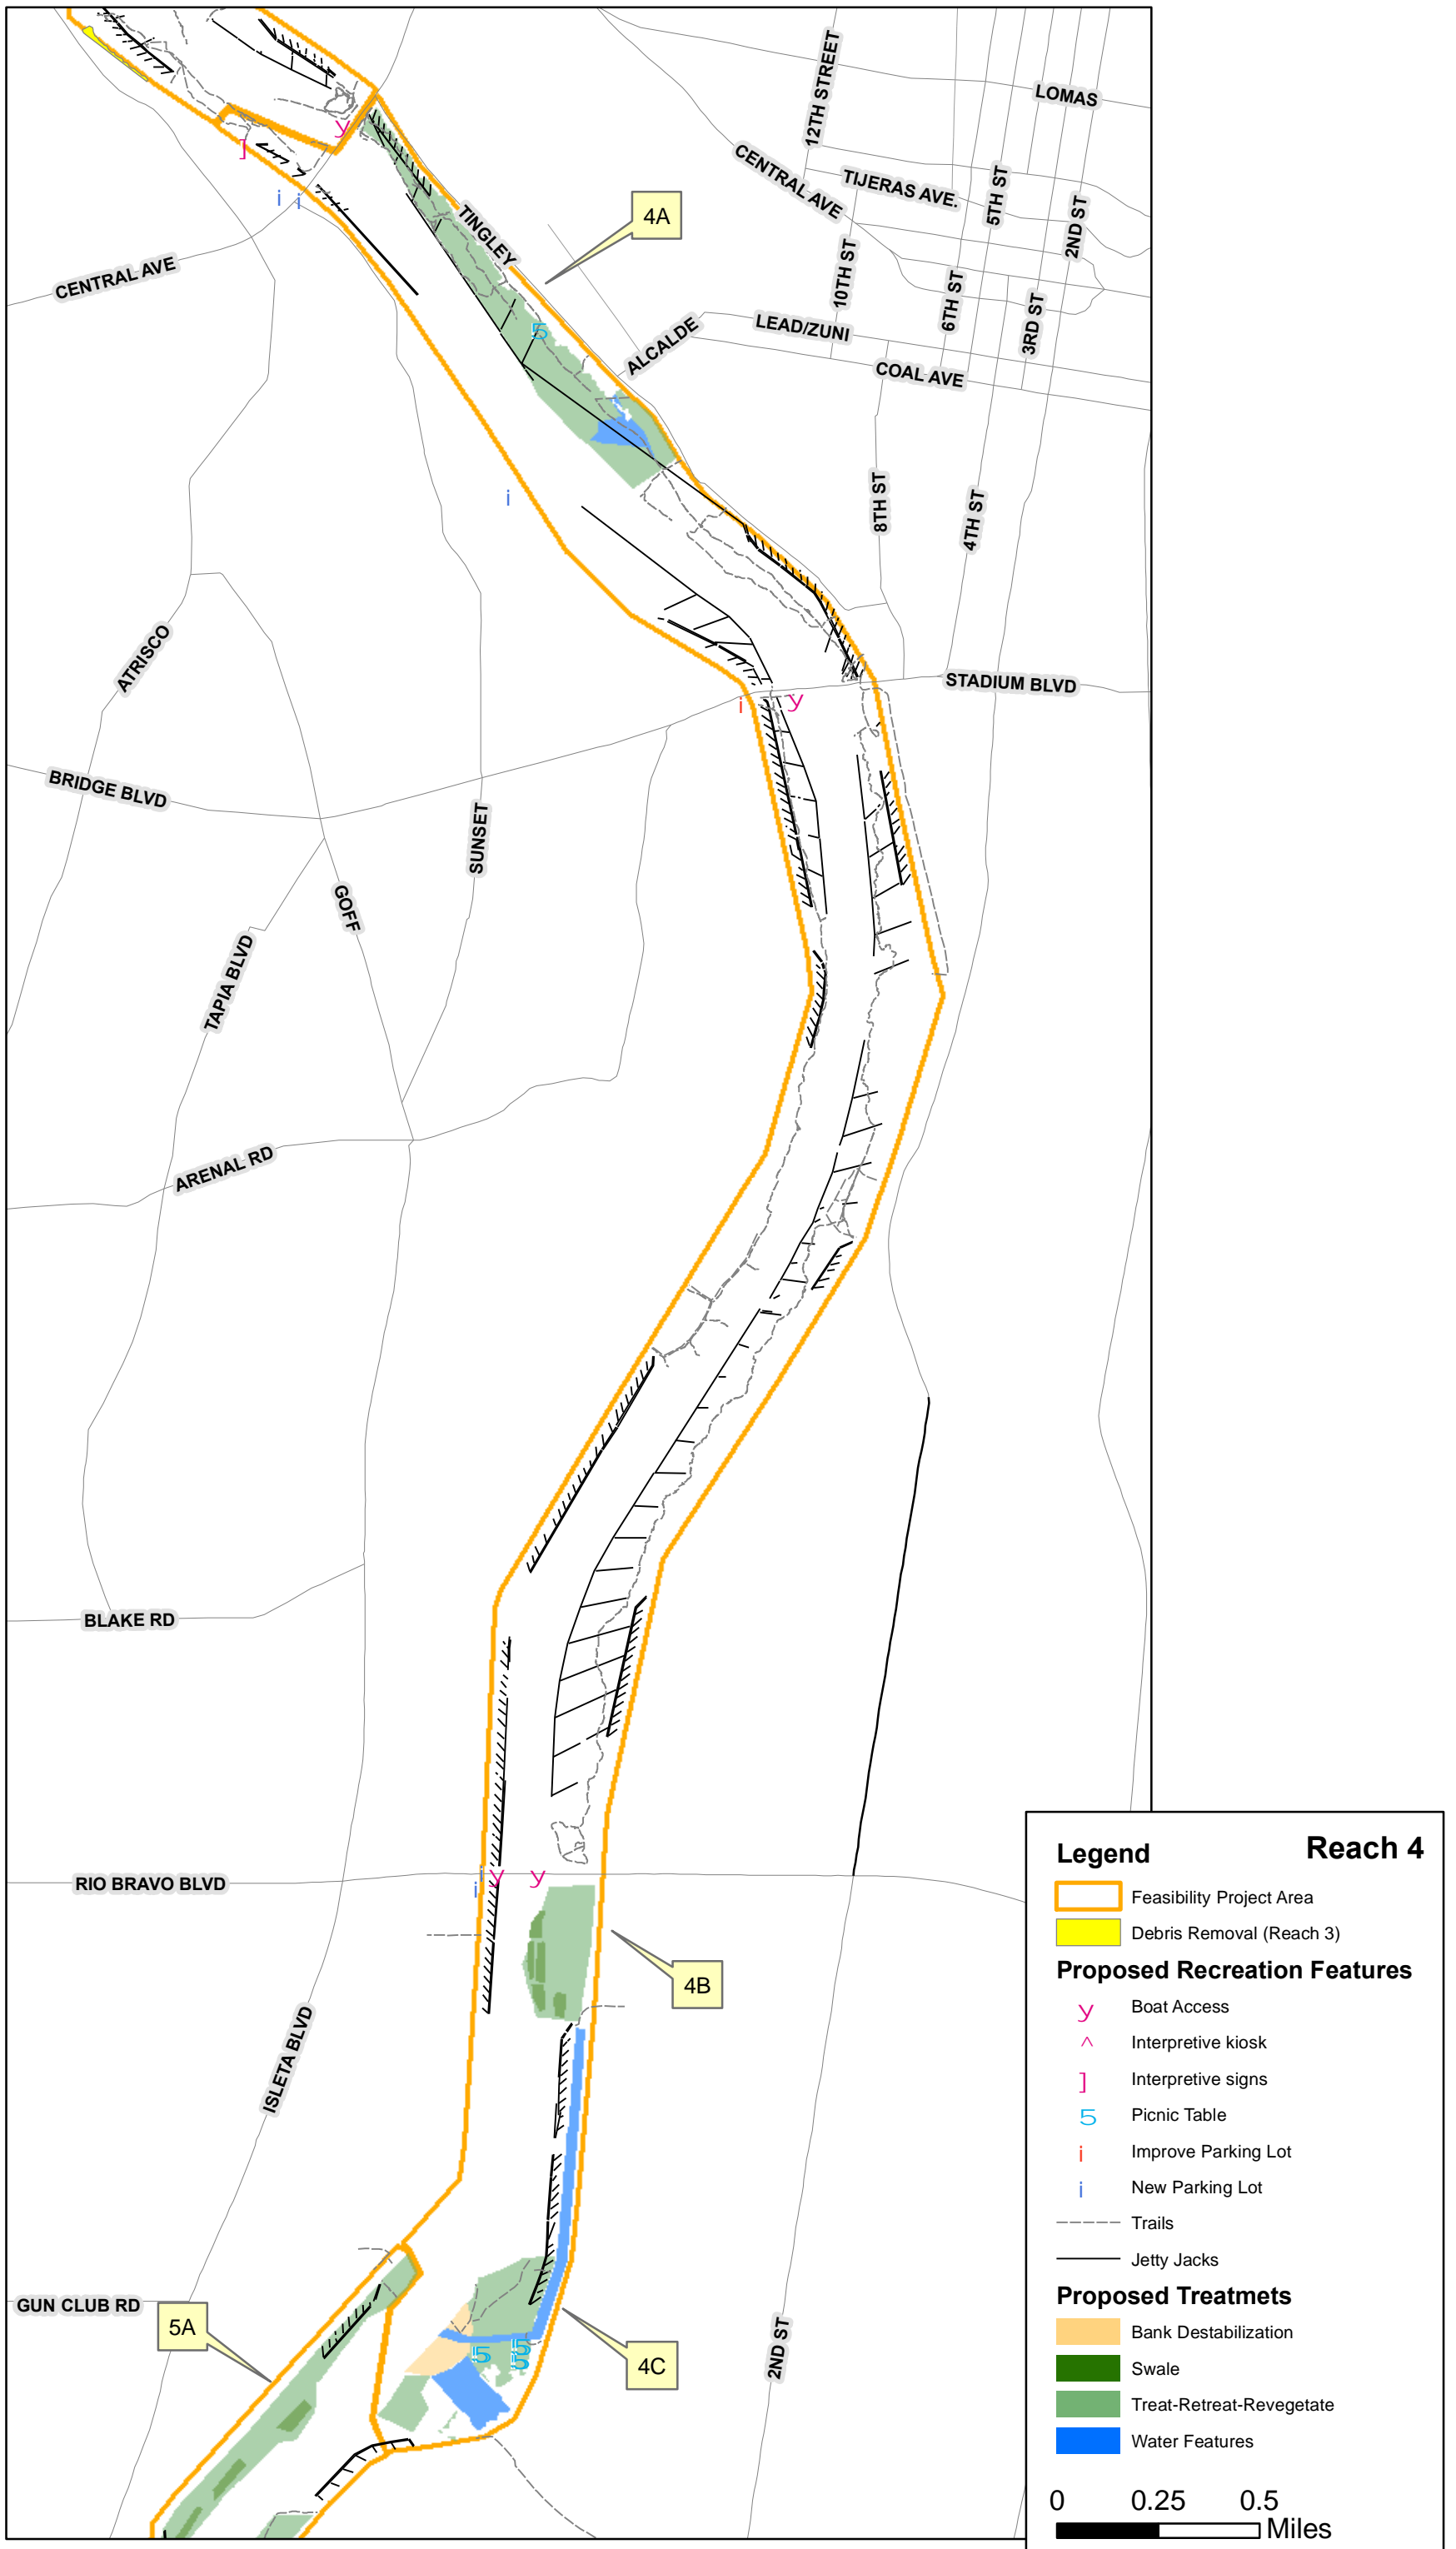 LOMAS
12TH STREET
CENTRAL AVE
TIJERAS AVE.
5TH ST
2ND ST
4A
TINGLEY
10TH ST
6TH ST
3RD ST
CENTRAL AVE
LEAD/ZUNI
ALCALDE
COAL AVE
8TH ST
4TH ST
ATRISCO
STADIUM BLVD
BRIDGE BLVD
SUNSET
GOFF
TAPIA BLVD
ARENAL RD
BLAKE RD
RIO BRAVO BLVD
4B
ISLETA BLVD
GUN CLUB RD
5A
4C
2ND ST
Legend
Reach 4
Feasibility Project Area
Debris Removal (Reach 3)
Proposed Recreation Features
y Boat Access
^ Interpretive kiosk
] Interpretive signs
5 Picnic Table
i Improve Parking Lot
i New Parking Lot
Trails
Jetty Jacks
Proposed Treatmets
Bank Destabilization
Swale
Treat-Retreat-Revegetate
Water Features
0 0.25 0.5
Miles